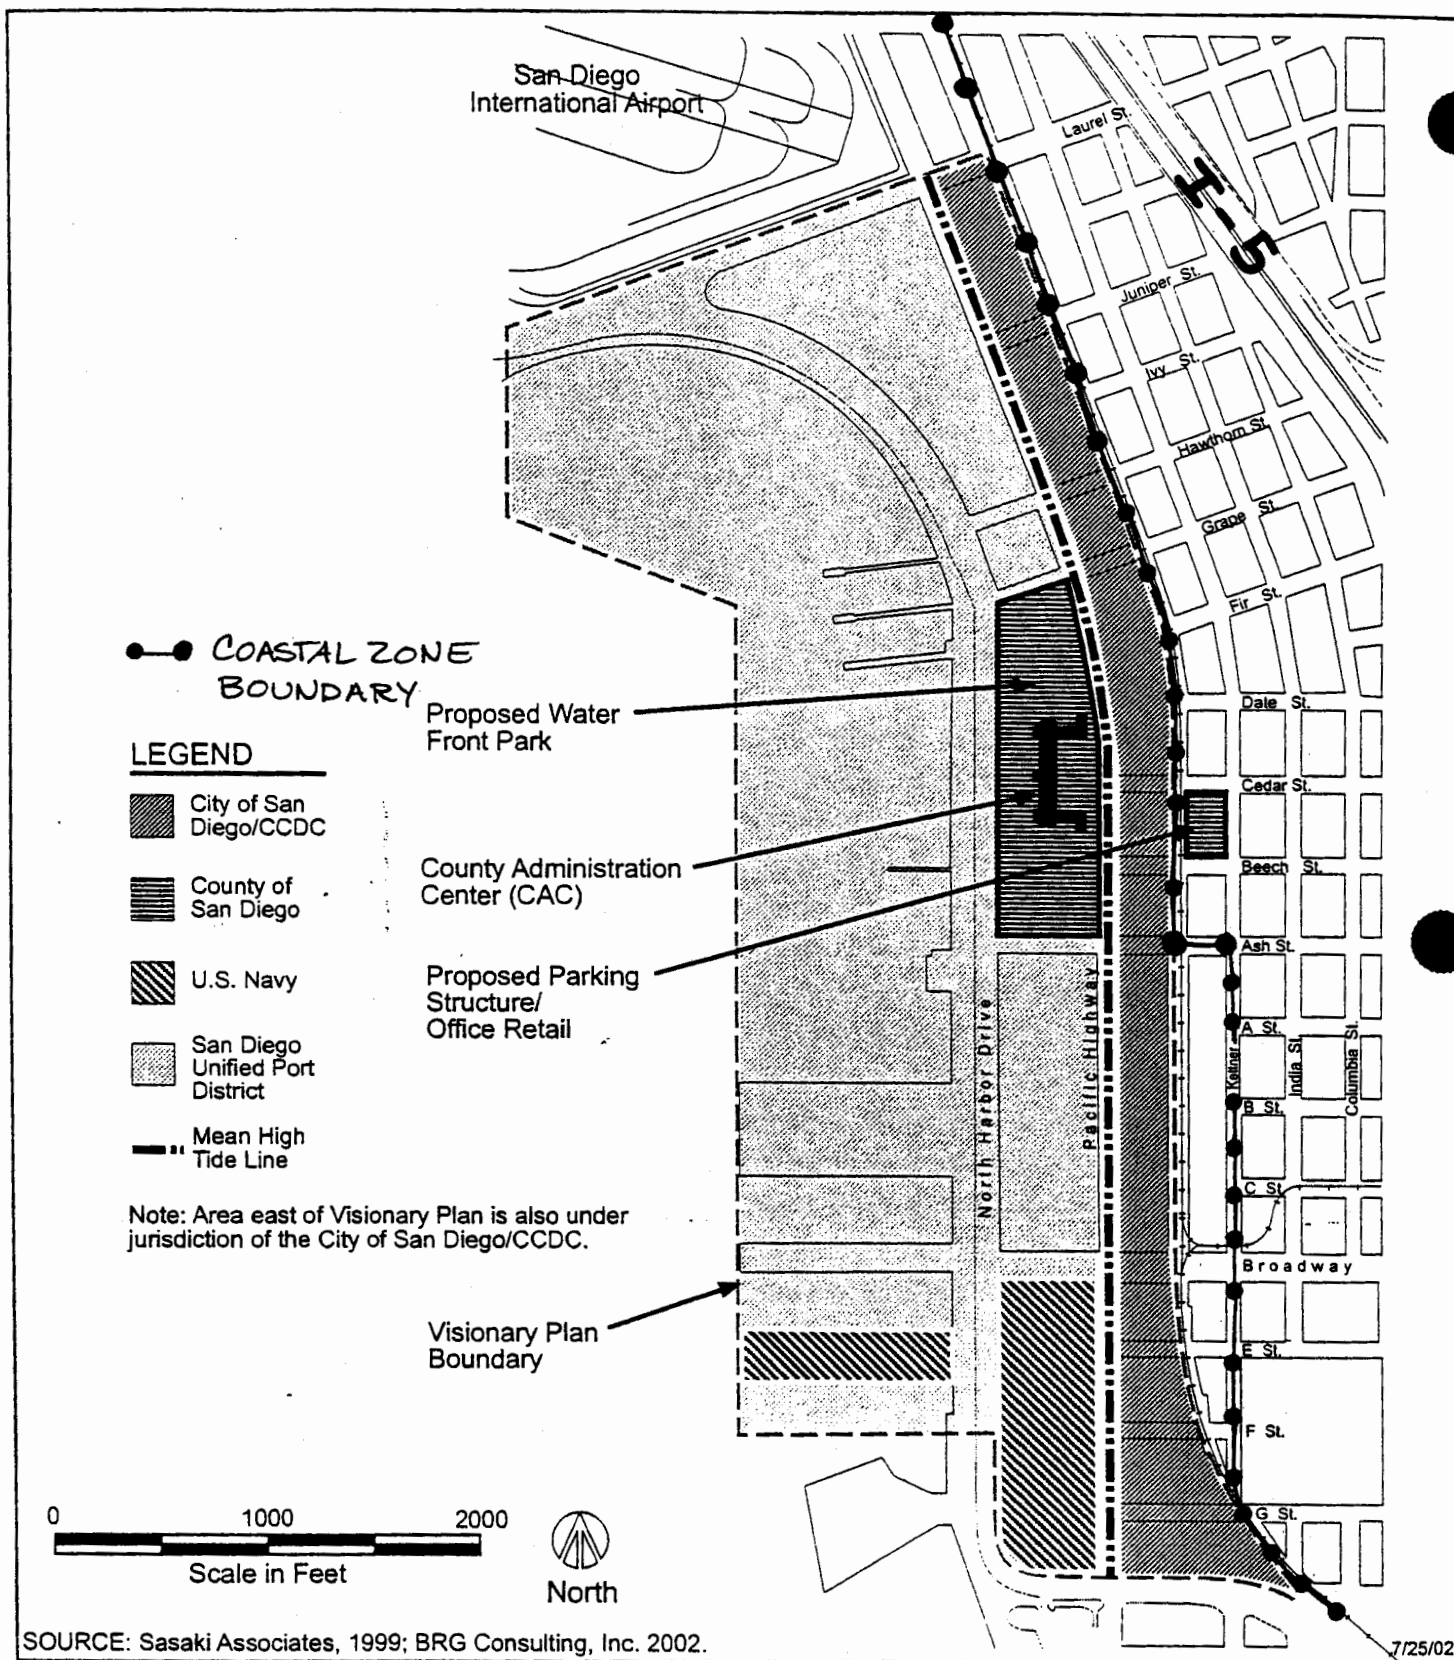 San Diego
International Airport
Laurel St.
I-5
Juniper St.
Ivy St.
Hawthorn St.
Grape St.
Fir St.
COASTAL ZONE
BOUNDARY
Proposed Water
Front Park
Date St.
LEGEND
Cedar St.
City of San
Diego/CCDC
County Administration
Center (CAC)
Beech St.
County of
San Diego
Ash St.
Proposed Parking
Structure/
Office Retail
U.S. Navy
North Harbor Drive
Pacific Highway
A St.
Kettner
India St.
Columbia St.
San Diego
Unified Port
District
B St.
Mean High
Tide Line
C St.
Note: Area east of Visionary Plan is also under
jurisdiction of the City of San Diego/CCDC.
Broadway
Visionary Plan
Boundary
E St.
F St.
G St.
0 1000 2000
Scale in Feet
North
SOURCE: Sasaki Associates, 1999; BRG Consulting, Inc. 2002.
7/25/02